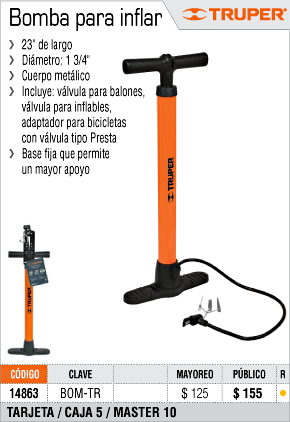 Bomba para inflar
TRUPER®
› 23" de largo
› Diámetro: 1 3/4"
› Cuerpo metálico
› Incluye: válvula para balones,
válvula para inflables,
adaptador para bicicletas
con válvula tipo Presta
› Base fija que permite
un mayor apoyo
TRUPER
CÓDIGO CLAVE MAYOREO PÚBLICO R
14863 BOM-TR $ 125 $ 155
TARJETA / CAJA 5 / MASTER 10